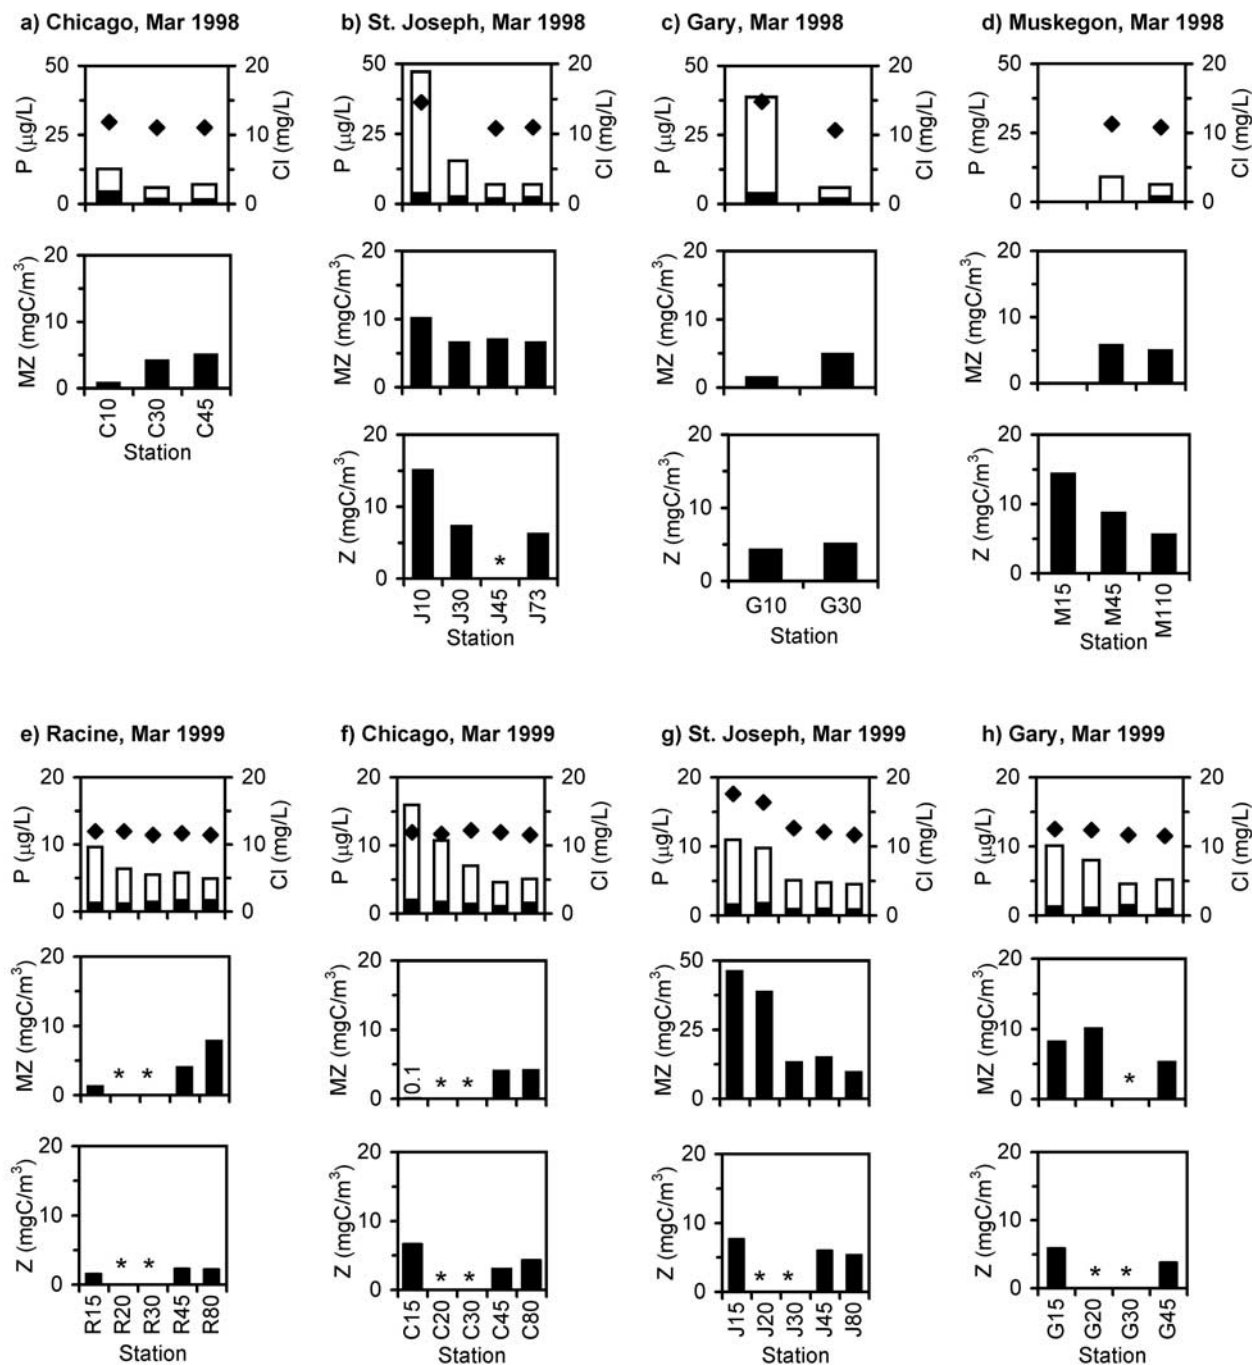 a) Chicago, Mar 1998
50
25
0
P (μg/L)
20
10
0
Cl (mg/L)
20
10
0
MZ (mgC/m³)
C10
C30
C45
Station
b) St. Joseph, Mar 1998
50
25
0
P (μg/L)
20
10
0
Cl (mg/L)
20
10
0
MZ (mgC/m³)
20
10
0
Z (mgC/m³)
*
J10
J30
J45
J73
Station
c) Gary, Mar 1998
50
25
0
P (μg/L)
20
10
0
Cl (mg/L)
20
10
0
MZ (mgC/m³)
20
10
0
Z (mgC/m³)
G10 G30
Station
d) Muskegon, Mar 1998
50
25
0
P (mg/L)
20
10
0
Cl (mg/L)
20
10
0
MZ (mgC/m³)
20
10
0
Z (mgC/m³)
M15
M45
M110
Station
e) Racine, Mar 1999
20
10
0
P (μg/L)
20
10
0
Cl (mg/L)
20
10
0
MZ (mgC/m³)
* *
20
10
0
Z (mgC/m³)
* *
R15
R20
R30
R45
R80
Station
f) Chicago, Mar 1999
20
10
0
P (μg/L)
20
10
0
Cl (mg/L)
20
10
0
MZ (mgC/m³)
0.1
* *
20
10
0
Z (mgC/m³)
* *
C15
C20
C30
C45
C80
Station
g) St. Joseph, Mar 1999
20
10
0
P (μg/L)
20
10
0
Cl (mg/L)
50
25
0
MZ (mgC/m³)
20
10
0
Z (mgC/m³)
* *
J15
J20
J30
J45
J80
Station
h) Gary, Mar 1999
20
10
0
P (μg/L)
20
10
0
Cl (mg/L)
20
10
0
MZ (mgC/m³)
*
20
10
0
Z (mgC/m³)
* *
G15
G20
G30
G45
Station